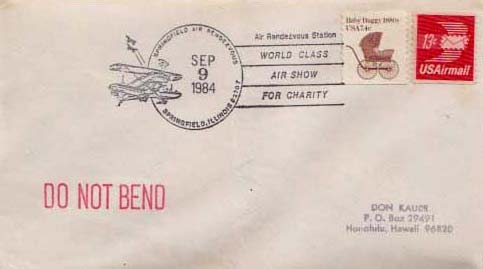 SPRINGFIELD AIR RENDEZVOUS
SEP
9
1984
SPRINGFIELD, ILLINOIS 62707
Air Rendezvous Station
WORLD CLASS
AIR SHOW
FOR CHARITY
Baby Buggy 1880s
USA 7.4c
13c
USAirmail
DO NOT BEND
DON KAUER
P. O. Box 29491
Honolulu, Hawaii 96820